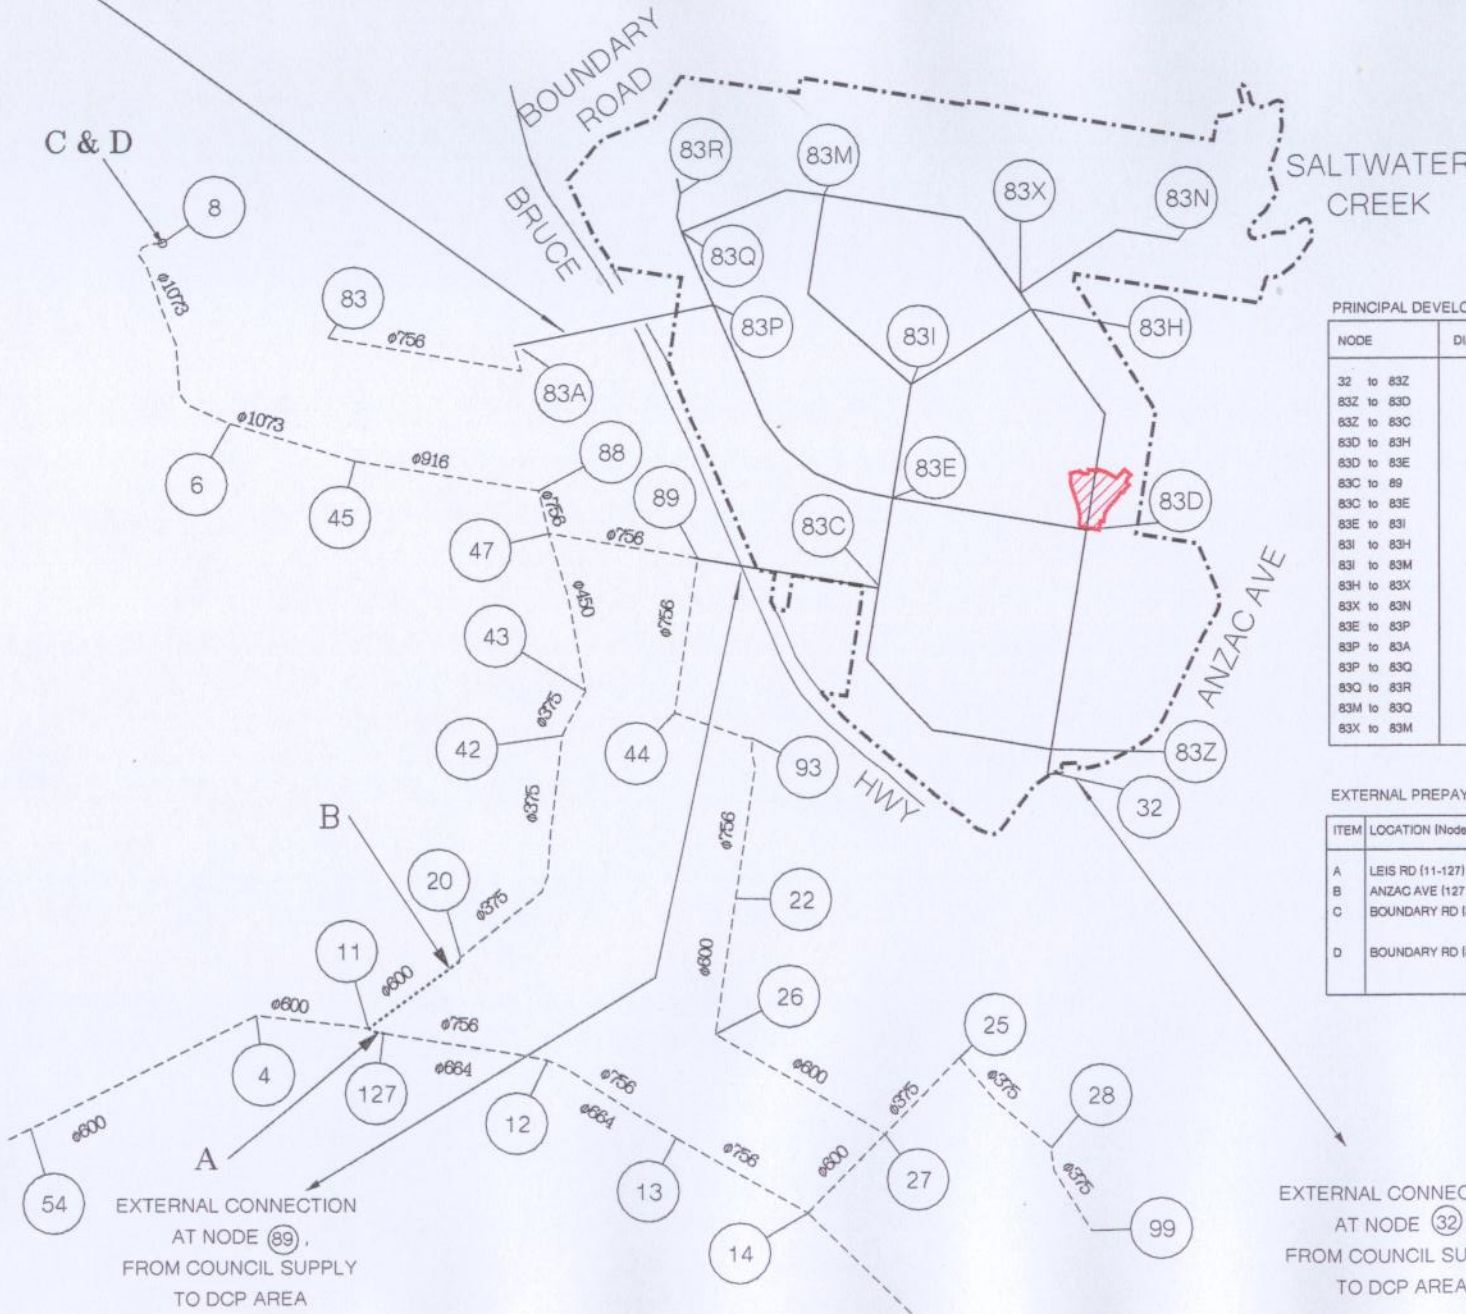 BOUNDARY
ROAD
BRUCE
HWY
SALTWATER
CREEK
ANZAC AVE
C & D
8
83
83R
83M
83X
83N
83Q
83P
83I
83H
83A
88
6
45
89
83E
83D
83C
47
43
42
44
93
83Z
32
B
20
22
11
26
25
4
127
12
28
A
54
13
27
14
99
ø1073
ø756
ø1073
ø916
ø756
ø756
ø450
ø756
ø375
ø375
ø756
ø375
ø600
ø600
ø600
ø756
ø664
ø600
ø756
ø664
ø600
ø375
ø375
ø756
ø600
ø375
EXTERNAL CONNECTION
AT NODE 89 .
FROM COUNCIL SUPPLY
TO DCP AREA
PRINCIPAL DEVELO
NODE DI
32 to 83Z
83Z to 83D
83Z to 83C
83D to 83H
83D to 83E
83C to 89
83C to 83E
83E to 83I
83I to 83H
83I to 83M
83H to 83X
83X to 83N
83E to 83P
83P to 83A
83P to 83Q
83Q to 83R
83M to 83Q
83X to 83M
EXTERNAL PREPAY
ITEM LOCATION (Node
A LEIS RD (11-127)
B ANZAC AVE (127
C BOUNDARY RD (
D BOUNDARY RD (
EXTERNAL CONNEC
AT NODE 32
FROM COUNCIL SU
TO DCP AREA